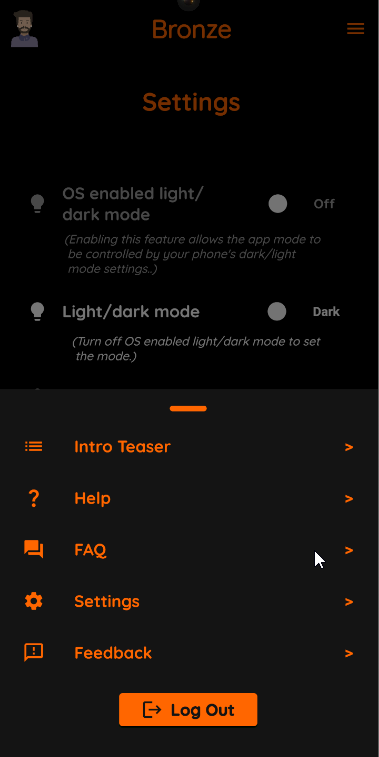 Bronze
Settings
OS enabled light/
dark mode
Off
(Enabling this feature allows the app mode to
be controlled by your phone's dark/light
mode settings..)
Light/dark mode
Dark
(Turn off OS enabled light/dark mode to set
the mode.)
Intro Teaser >
Help >
FAQ >
Settings >
Feedback >
Log Out